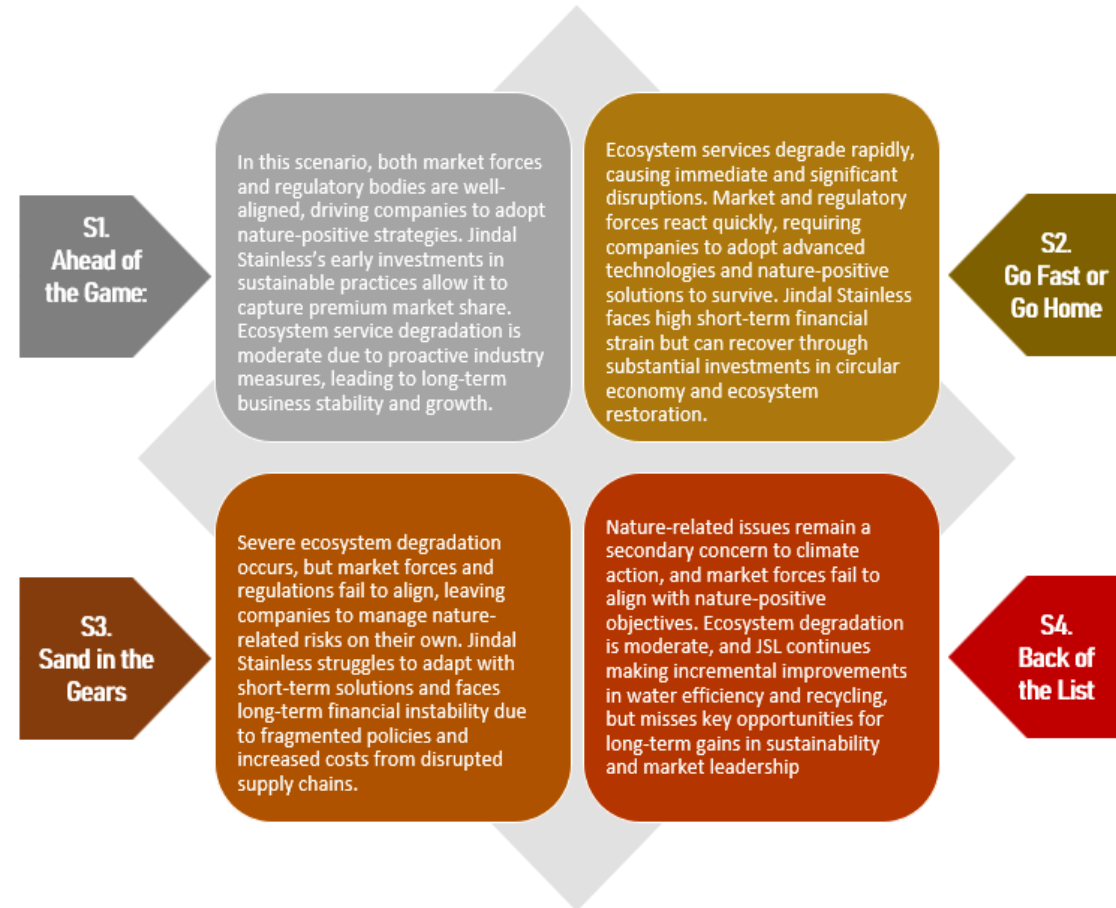 S1.
Ahead of
the Game:
In this scenario, both market forces
and regulatory bodies are well-
aligned, driving companies to adopt
nature-positive strategies. Jindal
Stainless's early investments in
sustainable practices allow it to
capture premium market share.
Ecosystem service degradation is
moderate due to proactive industry
measures, leading to long-term
business stability and growth.
Ecosystem services degrade rapidly,
causing immediate and significant
disruptions. Market and regulatory
forces react quickly, requiring
companies to adopt advanced
technologies and nature-positive
solutions to survive. Jindal Stainless
faces high short-term financial
strain but can recover through
substantial investments in circular
economy and ecosystem
restoration.
S2.
Go Fast or
Go Home
S3.
Sand in the
Gears
Severe ecosystem degradation
occurs, but market forces and
regulations fail to align, leaving
companies to manage nature-
related risks on their own. Jindal
Stainless struggles to adapt with
short-term solutions and faces
long-term financial instability due
to fragmented policies and
increased costs from disrupted
supply chains.
Nature-related issues remain a
secondary concern to climate
action, and market forces fail to
align with nature-positive
objectives. Ecosystem degradation
is moderate, and JSL continues
making incremental improvements
in water efficiency and recycling,
but misses key opportunities for
long-term gains in sustainability
and market leadership
S4.
Back of
the List